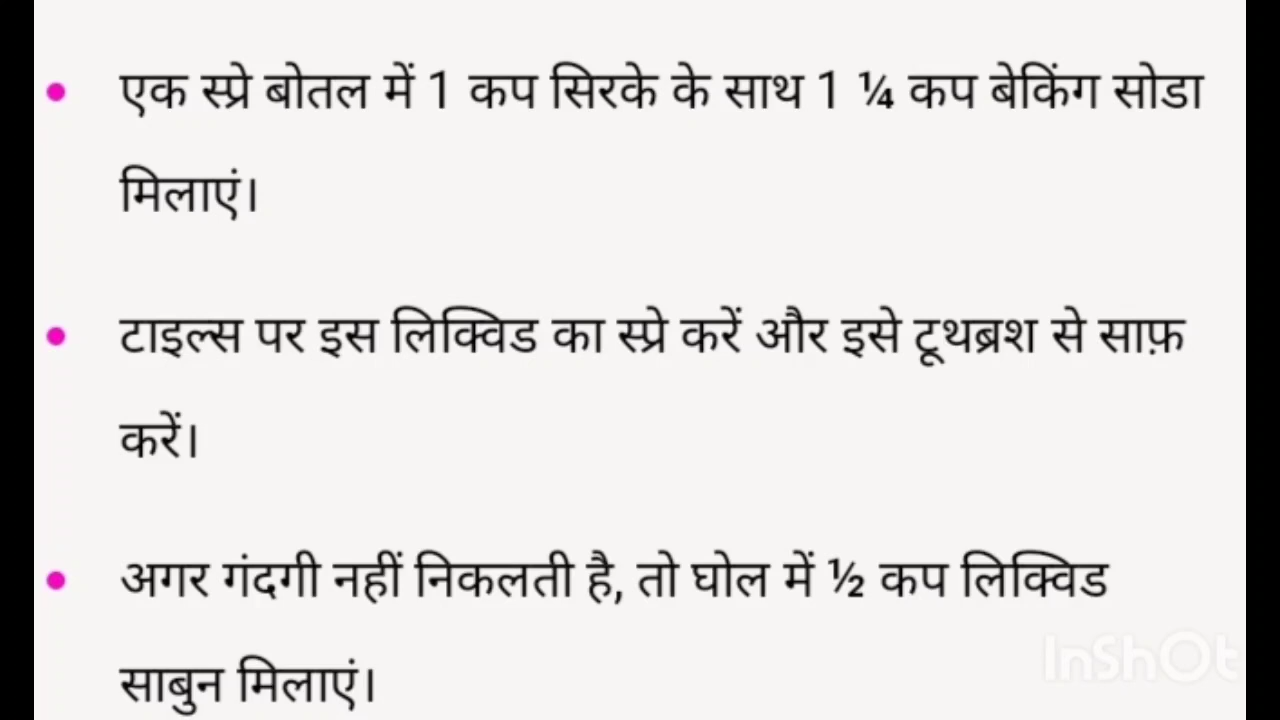 • एक स्प्रे बोतल में 1 कप सिरके के साथ 1 ¼ कप बेकिंग सोडा
मिलाएं।
• टाइल्स पर इस लिक्विड का स्प्रे करें और इसे टूथब्रश से साफ़
करें।
• अगर गंदगी नहीं निकलती है, तो घोल में ½ कप लिक्विड
साबुन मिलाएं।
InShOt